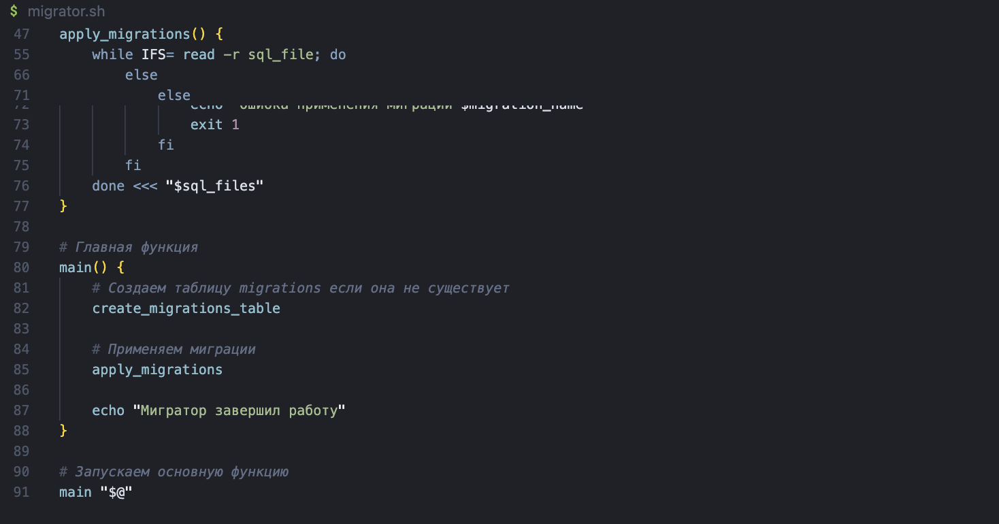 $ migrator.sh
47 apply_migrations() {
55 while IFS= read -r sql_file; do
66 else
71 else
72 echo "Ошибка применения миграции $migration_name
73 exit 1
74 fi
75 fi
76 done <<< "$sql_files"
77 }
78
79 # Главная функция
80 main() {
81 # Создаем таблицу migrations если она не существует
82 create_migrations_table
83
84 # Применяем миграции
85 apply_migrations
86
87 echo "Мигратор завершил работу"
88 }
89
90 # Запускаем основную функцию
91 main "$@"